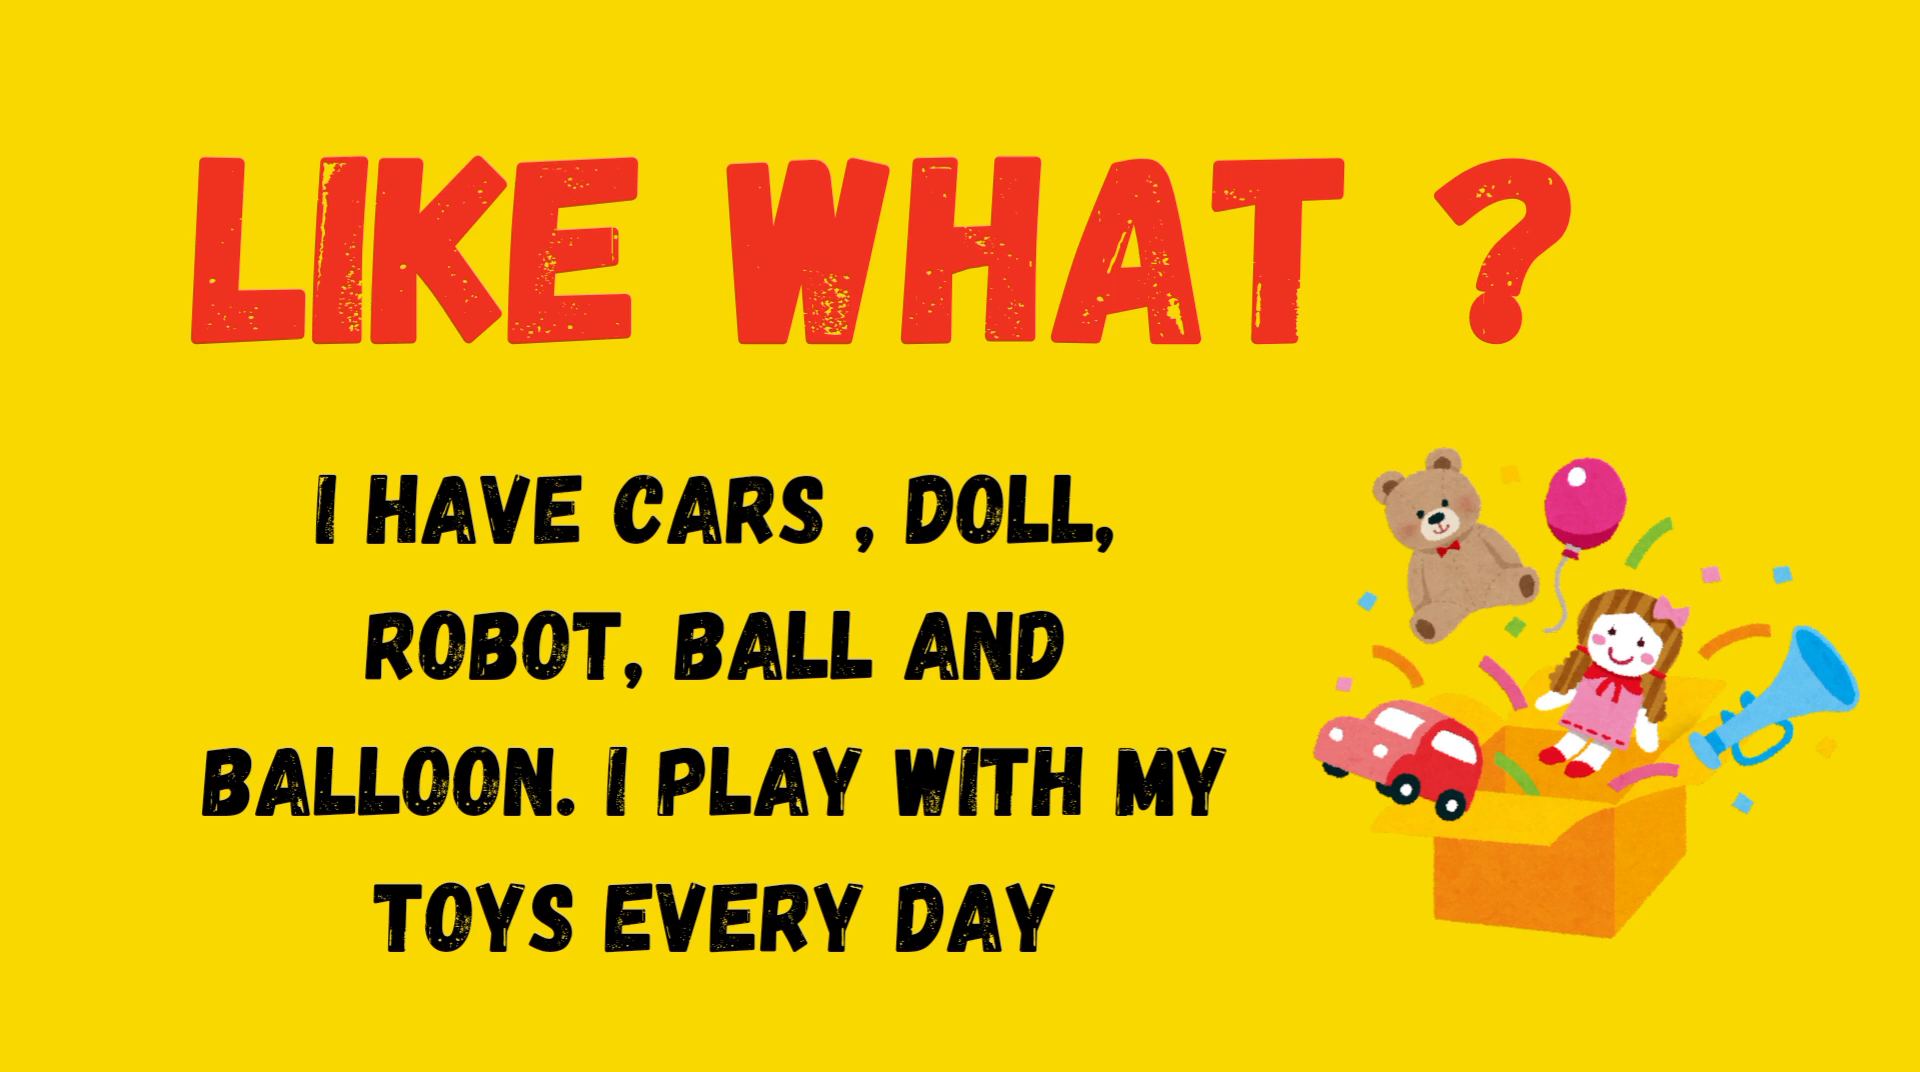 LIKE WHAT ?
I HAVE CARS , DOLL,
ROBOT, BALL AND
BALLOON. I PLAY WITH MY
TOYS EVERY DAY